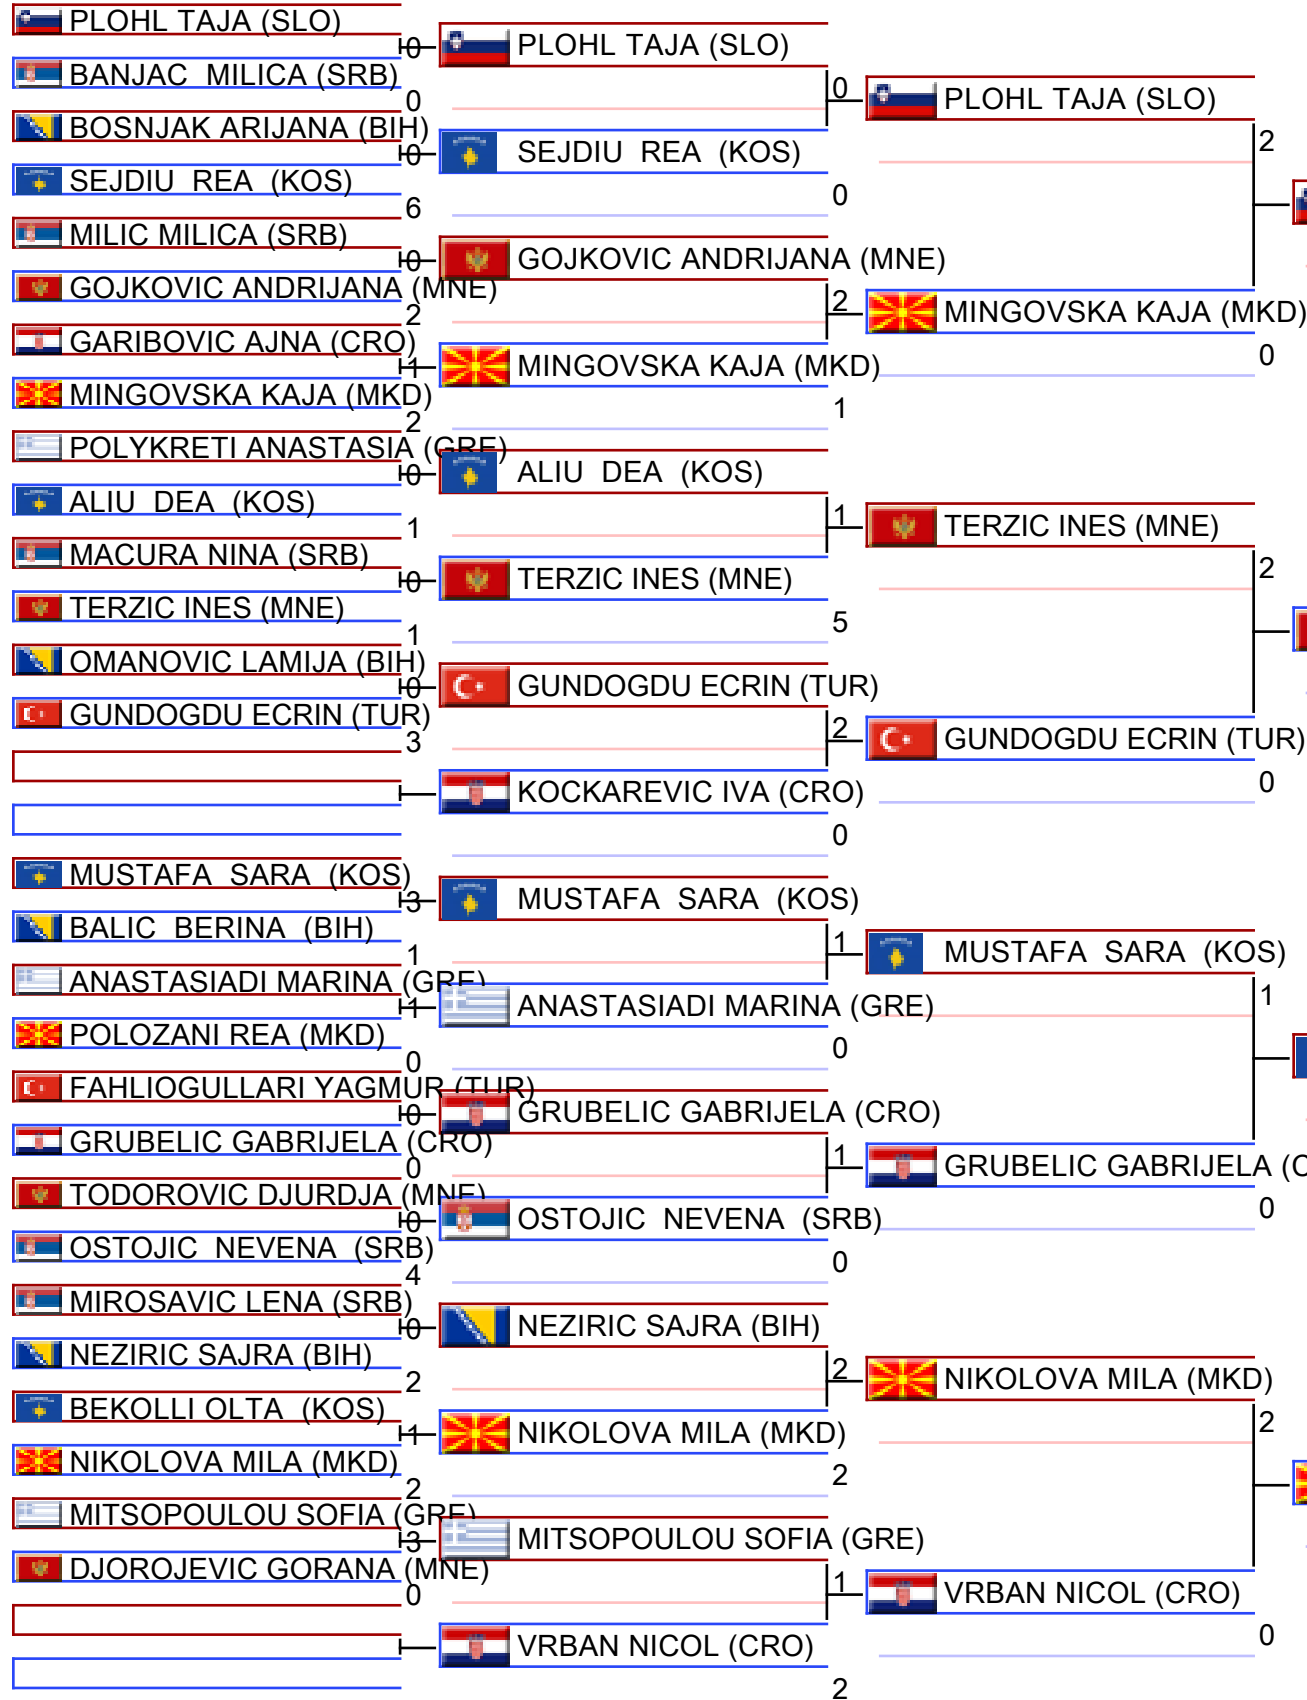 PLOHL TAJA (SLO)
0
BANJAC MILICA (SRB)
0
BOSNJAK ARIJANA (BIH)
0
SEJDIU REA (KOS)
6
MILIC MILICA (SRB)
0
GOJKOVIC ANDRIJANA (MNE)
2
GARIBOVIC AJNA (CRO)
1
MINGOVSKA KAJA (MKD)
2
POLYKRETI ANASTASIA (GRE)
0
ALIU DEA (KOS)
1
MACURA NINA (SRB)
0
TERZIC INES (MNE)
1
OMANOVIC LAMIJA (BIH)
0
GUNDOGDU ECRIN (TUR)
3
MUSTAFA SARA (KOS)
3
BALIC BERINA (BIH)
1
ANASTASIADI MARINA (GRE)
1
POLOZANI REA (MKD)
0
FAHLIOGULLARI YAGMUR (TUR)
0
GRUBELIC GABRIJELA (CRO)
0
TODOROVIC DJURDJA (MNE)
0
OSTOJIC NEVENA (SRB)
4
MIROSAVIC LENA (SRB)
0
NEZIRIC SAJRA (BIH)
2
BEKOLLI OLTA (KOS)
1
NIKOLOVA MILA (MKD)
2
MITSOPOULOU SOFIA (GRE)
3
DJOROJEVIC GORANA (MNE)
0
PLOHL TAJA (SLO)
0
SEJDIU REA (KOS)
0
GOJKOVIC ANDRIJANA (MNE)
2
MINGOVSKA KAJA (MKD)
1
ALIU DEA (KOS)
1
TERZIC INES (MNE)
5
GUNDOGDU ECRIN (TUR)
2
KOCKAREVIC IVA (CRO)
0
MUSTAFA SARA (KOS)
1
ANASTASIADI MARINA (GRE)
0
GRUBELIC GABRIJELA (CRO)
1
OSTOJIC NEVENA (SRB)
0
NEZIRIC SAJRA (BIH)
2
NIKOLOVA MILA (MKD)
2
MITSOPOULOU SOFIA (GRE)
1
VRBAN NICOL (CRO)
2
PLOHL TAJA (SLO)
2
MINGOVSKA KAJA (MKD)
0
TERZIC INES (MNE)
2
GUNDOGDU ECRIN (TUR)
0
MUSTAFA SARA (KOS)
1
GRUBELIC GABRIJELA (C
0
NIKOLOVA MILA (MKD)
2
VRBAN NICOL (CRO)
0